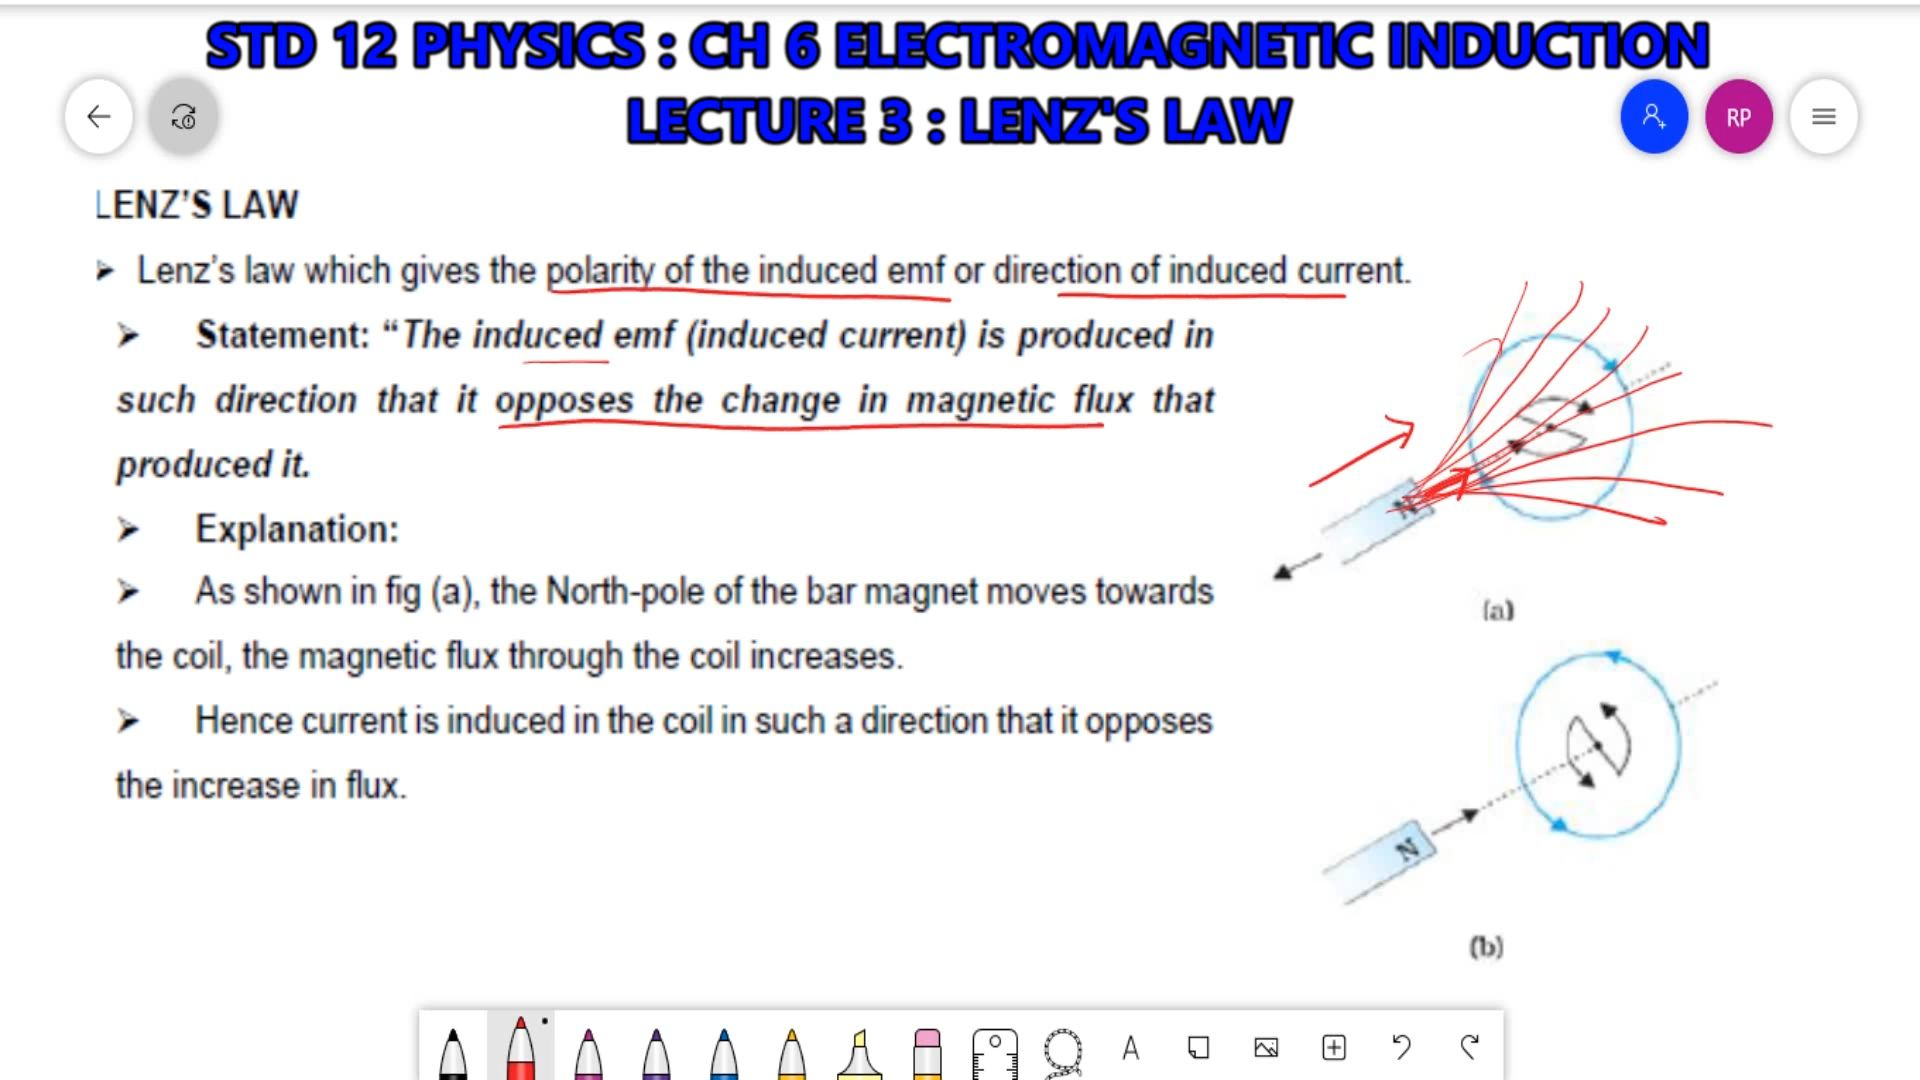 STD 12 PHYSICS : CH 6 ELECTROMAGNETIC INDUCTION
LECTURE 3 : LENZ'S LAW
RP
LENZ'S LAW
➢ Lenz's law which gives the polarity of the induced emf or direction of induced current.
➢ Statement: "The induced emf (induced current) is produced in
such direction that it opposes the change in magnetic flux that
produced it.
➢ Explanation:
➢ As shown in fig (a), the North-pole of the bar magnet moves towards
the coil, the magnetic flux through the coil increases.
➢ Hence current is induced in the coil in such a direction that it opposes
the increase in flux.
N
(a)
N
(b)
A